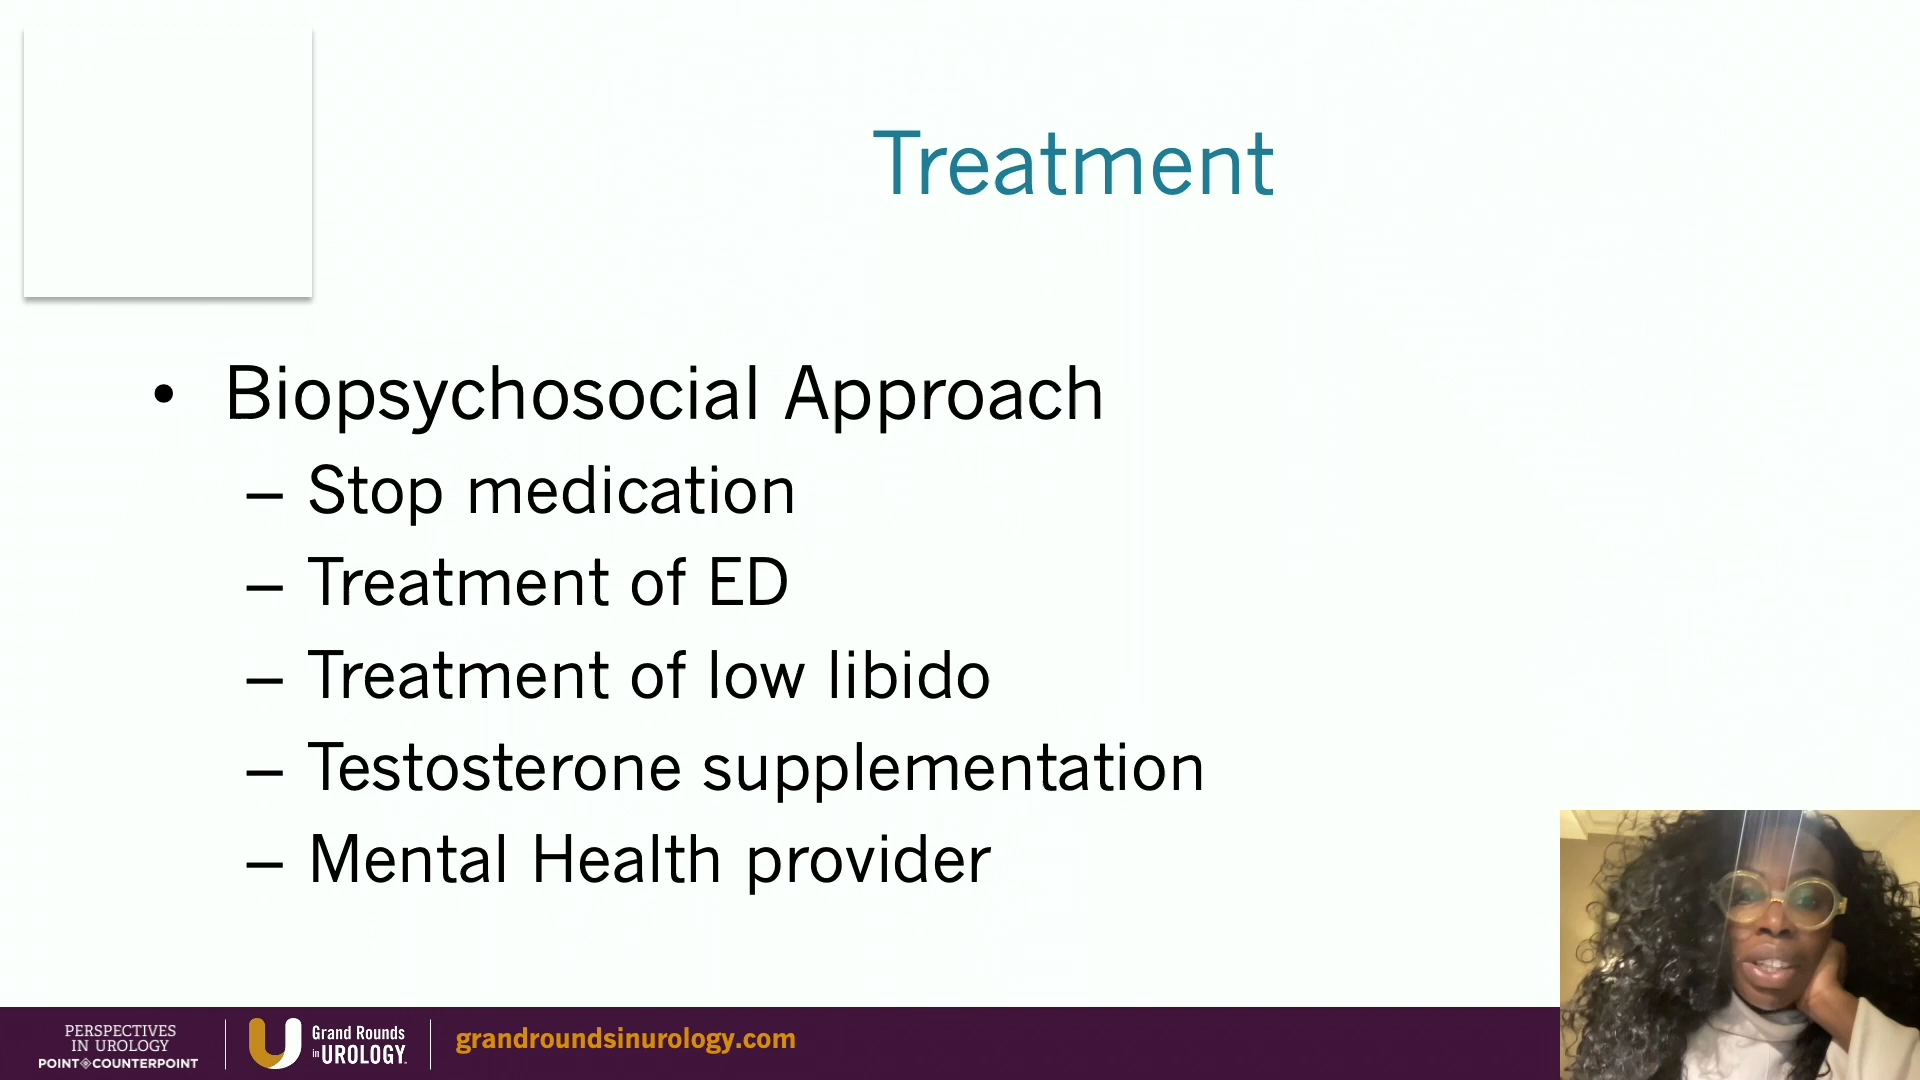 Treatment
• Biopsychosocial Approach
– Stop medication
– Treatment of ED
– Treatment of low libido
– Testosterone supplementation
– Mental Health provider
PERSPECTIVES
IN UROLOGY
POINT COUNTERPOINT
Grand Rounds
in UROLOGY.
grandroundsinurology.com